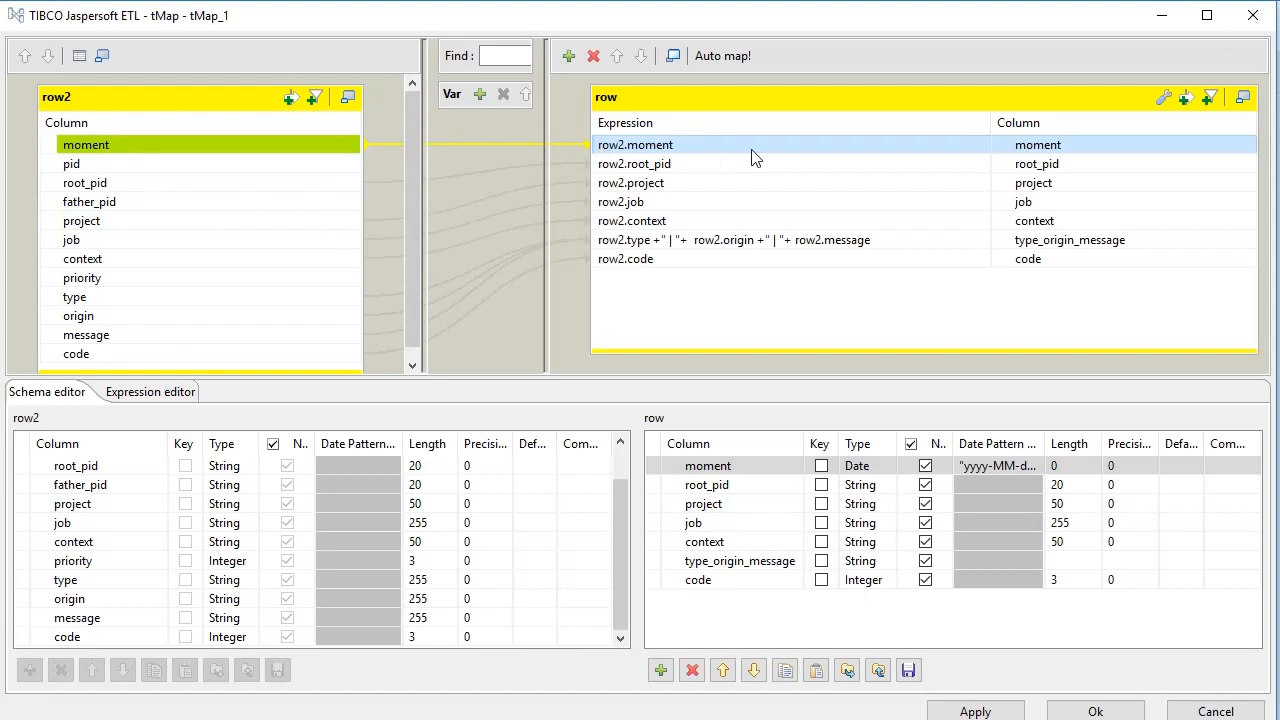 TIBCO Jaspersoft ETL - tMap - tMap_1
Find :
Auto map!
Var
row2
Column
moment
pid
root_pid
father_pid
project
job
context
priority
type
origin
message
code
row
Expression Column
row2.moment moment
row2.root_pid root_pid
row2.project project
row2.job job
row2.context context
row2.type +" | "+ row2.origin +" | "+ row2.message type_origin_message
row2.code code
Schema editor Expression editor
row2
Column Key Type N.. Date Pattern... Length Precisi... Def... Com...
root_pid String 20 0
father_pid String 20 0
project String 50 0
job String 255 0
context String 50 0
priority Integer 3 0
type String 255 0
origin String 255 0
message String 255 0
code Integer 3 0
row
Column Key Type N.. Date Pattern ... Length Precisi... Defa... Com...
moment Date "yyyy-MM-d... 0 0
root_pid String 20 0
project String 50 0
job String 255 0
context String 50 0
type_origin_message String
code Integer 3 0
Apply Ok Cancel